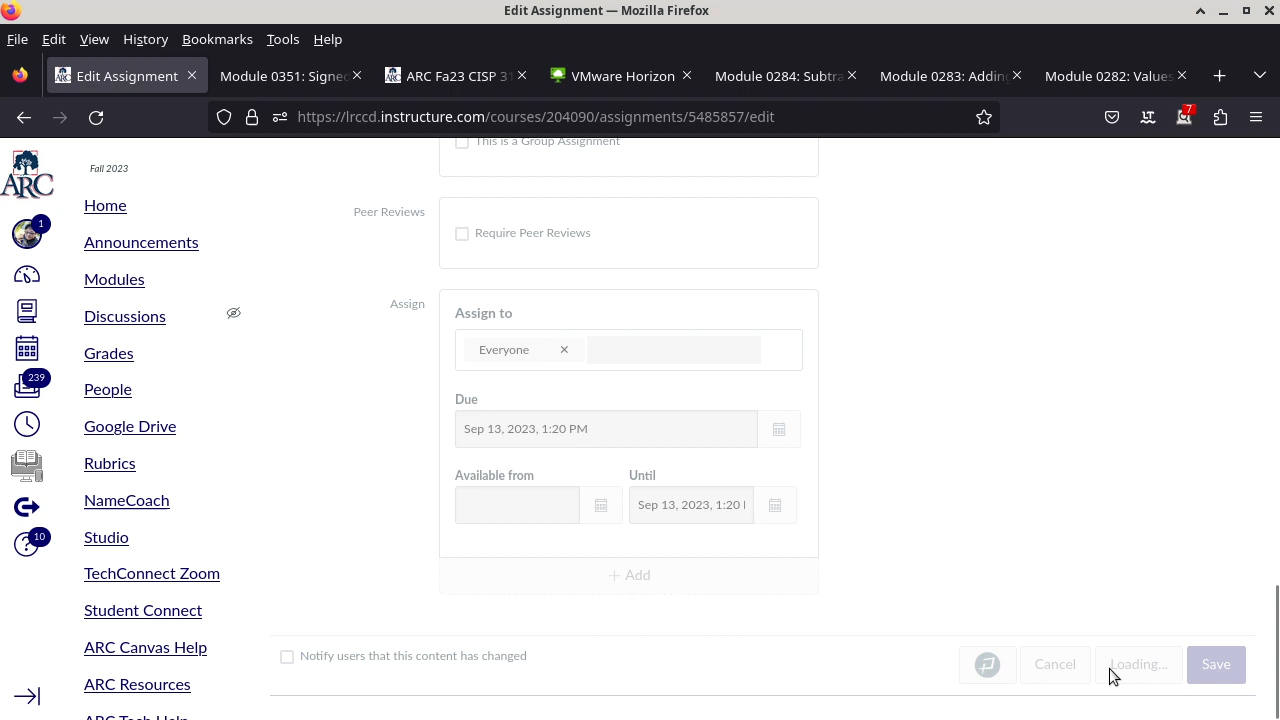 Edit Assignment — Mozilla Firefox
File Edit View History Bookmarks Tools Help
Edit Assignment
Module 0351: Signed
ARC Fa23 CISP 31
VMware Horizon
Module 0284: Subtra
Module 0283: Adding
Module 0282: Values
https://lrccd.instructure.com/courses/204090/assignments/5485857/edit
7
ARC
Fall 2023
1
239
10
Home
Announcements
Modules
Discussions
Grades
People
Google Drive
Rubrics
NameCoach
Studio
TechConnect Zoom
Student Connect
ARC Canvas Help
ARC Resources
ARC Tech Help
This is a Group Assignment
Peer Reviews
Require Peer Reviews
Assign
Assign to
Everyone
Due
Sep 13, 2023, 1:20 PM
Available from Until
Sep 13, 2023, 1:20
+ Add
Notify users that this content has changed
Cancel Loading... Save